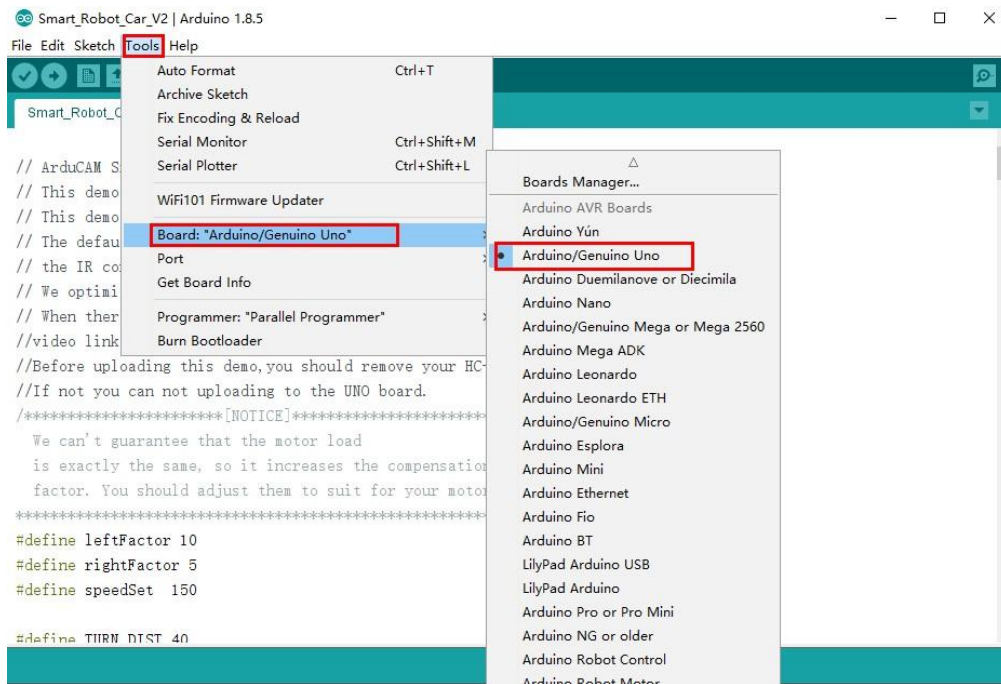 Smart_Robot_Car_V2 | Arduino 1.8.5
File Edit Sketch Tools Help
Smart_Robot_C
Auto Format Ctrl+T
Archive Sketch
Fix Encoding & Reload
Serial Monitor Ctrl+Shift+M
Serial Plotter Ctrl+Shift+L
WiFi101 Firmware Updater
Board: "Arduino/Genuino Uno"
Port
Get Board Info
Programmer: "Parallel Programmer"
Burn Bootloader
Boards Manager...
Arduino AVR Boards
Arduino Yún
Arduino/Genuino Uno
Arduino Duemilanove or Diecimila
Arduino Nano
Arduino/Genuino Mega or Mega 2560
Arduino Mega ADK
Arduino Leonardo
Arduino Leonardo ETH
Arduino/Genuino Micro
Arduino Esplora
Arduino Mini
Arduino Ethernet
Arduino Fio
Arduino BT
LilyPad Arduino USB
LilyPad Arduino
Arduino Pro or Pro Mini
Arduino NG or older
Arduino Robot Control
Arduino Robot Motor
// ArduCAM S
// This demo
// This demo
// The defau
// the IR co
// We optimi
// When ther
//video link
//Before uploading this demo,you should remove your HC-
//If not you can not uploading to the UNO board.
/************************[NOTICE]************************
We can't guarantee that the motor load
is exactly the same, so it increases the compensation
factor. You should adjust them to suit for your motor
*********************************************************
#define leftFactor 10
#define rightFactor 5
#define speedSet 150
#define TURN_DIST 40